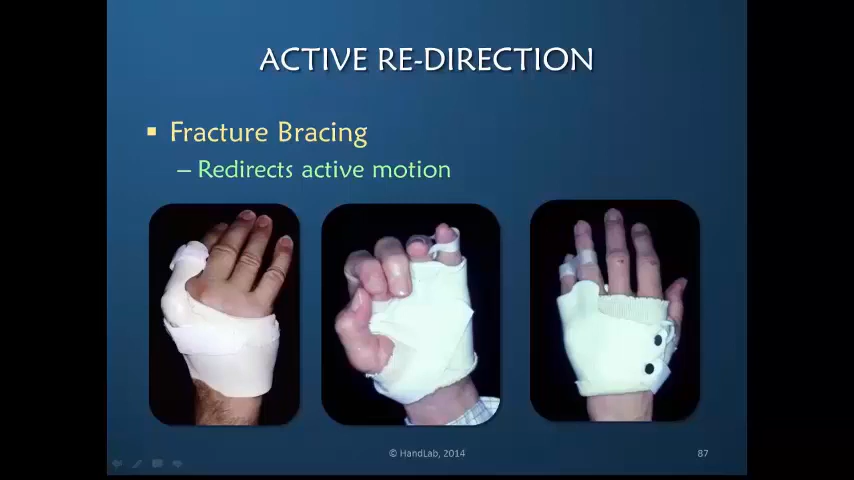 ACTIVE RE-DIRECTION
▪ Fracture Bracing
– Redirects active motion
© HandLab, 2014
87